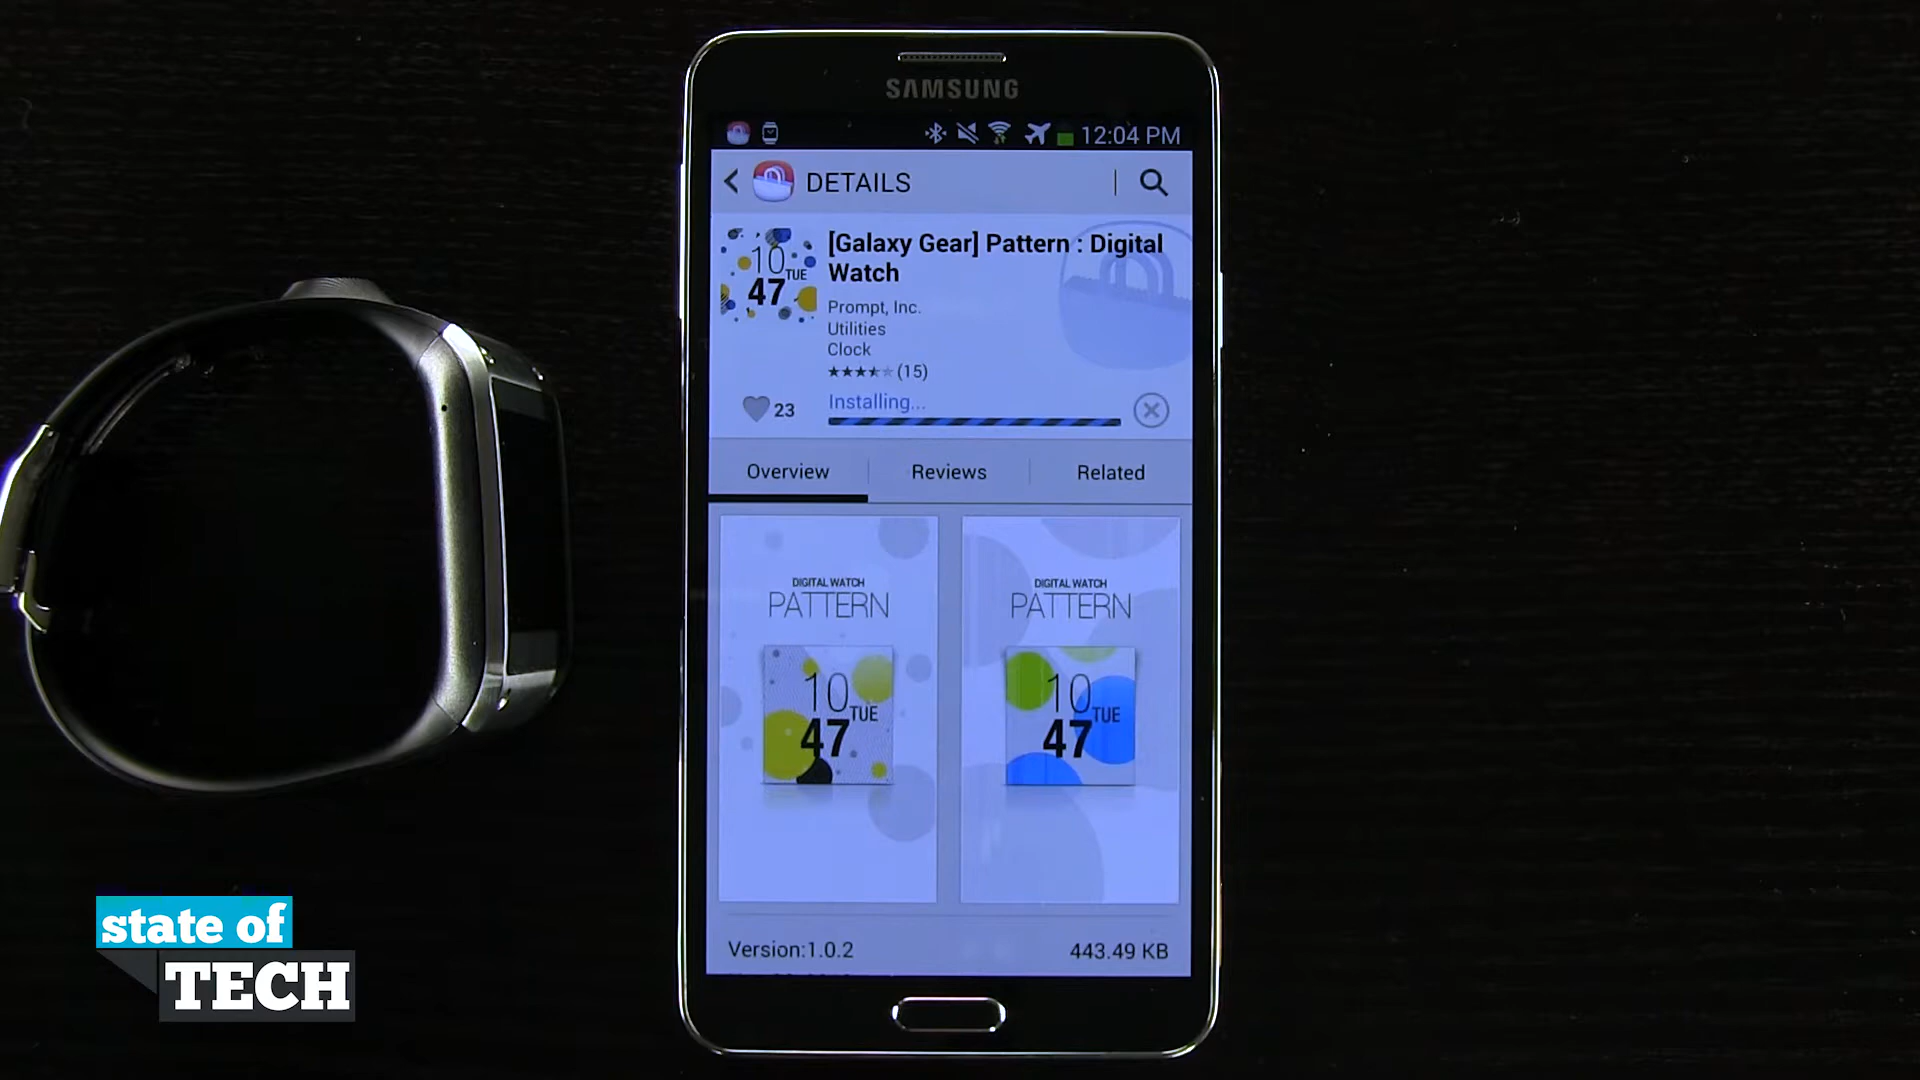 SAMSUNG
12:04 PM
DETAILS
10
TUE
47
[Galaxy Gear] Pattern : Digital
Watch
Prompt, Inc.
Utilities
Clock
(15)
23
Installing...
Overview
Reviews
Related
DIGITAL WATCH
PATTERN
10
TUE
47
DIGITAL WATCH
PATTERN
10
TUE
47
Version:1.0.2
443.49 KB
state of
TECH